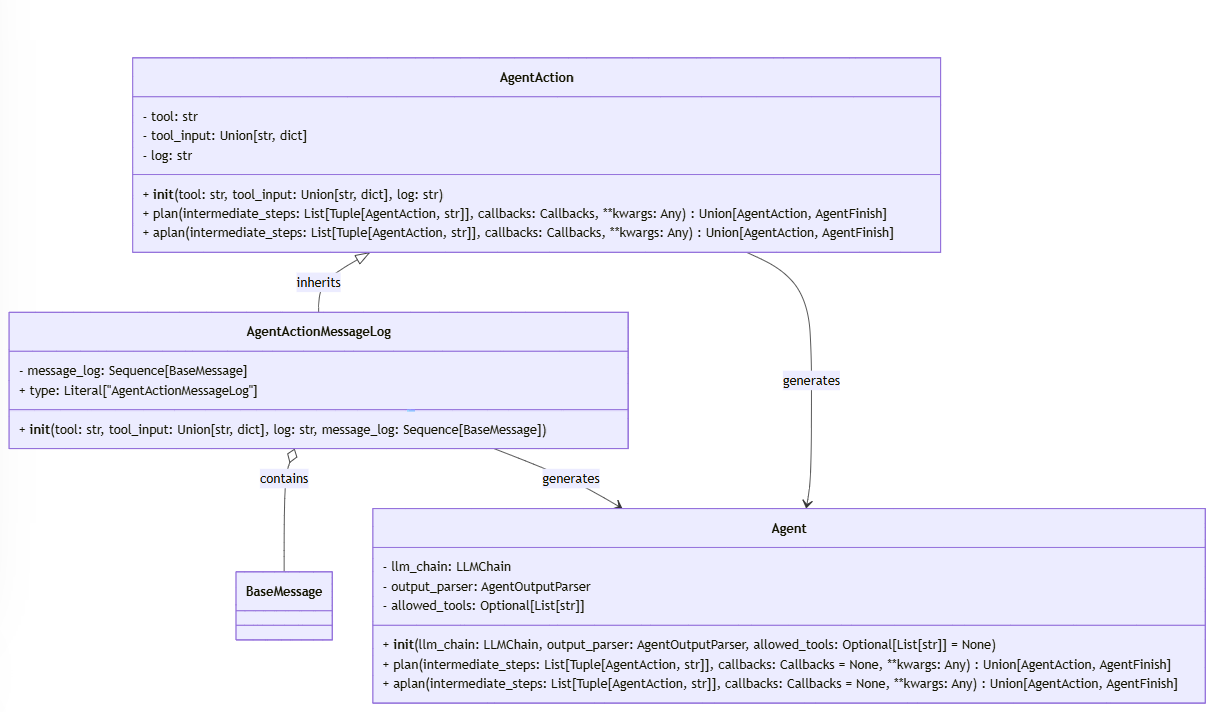 AgentAction
- tool: str
- tool_input: Union[str, dict]
- log: str
+ init(tool: str, tool_input: Union[str, dict], log: str)
+ plan(intermediate_steps: List[Tuple[AgentAction, str]], callbacks: Callbacks, **kwargs: Any) : Union[AgentAction, AgentFinish]
+ aplan(intermediate_steps: List[Tuple[AgentAction, str]], callbacks: Callbacks, **kwargs: Any) : Union[AgentAction, AgentFinish]
inherits
AgentActionMessageLog
- message_log: Sequence[BaseMessage]
+ type: Literal["AgentActionMessageLog"]
+ init(tool: str, tool_input: Union[str, dict], log: str, message_log: Sequence[BaseMessage])
generates
contains
generates
BaseMessage
Agent
- llm_chain: LLMChain
- output_parser: AgentOutputParser
- allowed_tools: Optional[List[str]]
+ init(llm_chain: LLMChain, output_parser: AgentOutputParser, allowed_tools: Optional[List[str]] = None)
+ plan(intermediate_steps: List[Tuple[AgentAction, str]], callbacks: Callbacks = None, **kwargs: Any) : Union[AgentAction, AgentFinish]
+ aplan(intermediate_steps: List[Tuple[AgentAction, str]], callbacks: Callbacks = None, **kwargs: Any) : Union[AgentAction, AgentFinish]